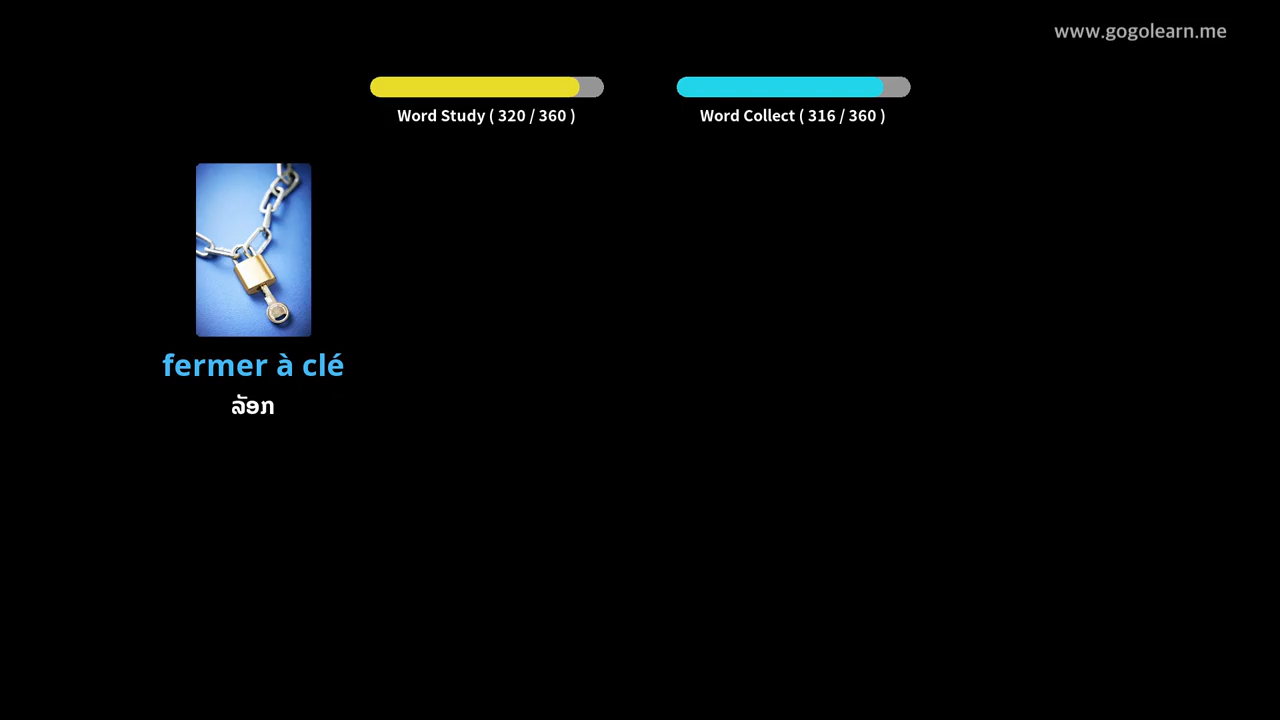 www.gogolearn.me
Word Study ( 320 / 360 )
Word Collect ( 316 / 360 )
fermer à clé
ລັອກ